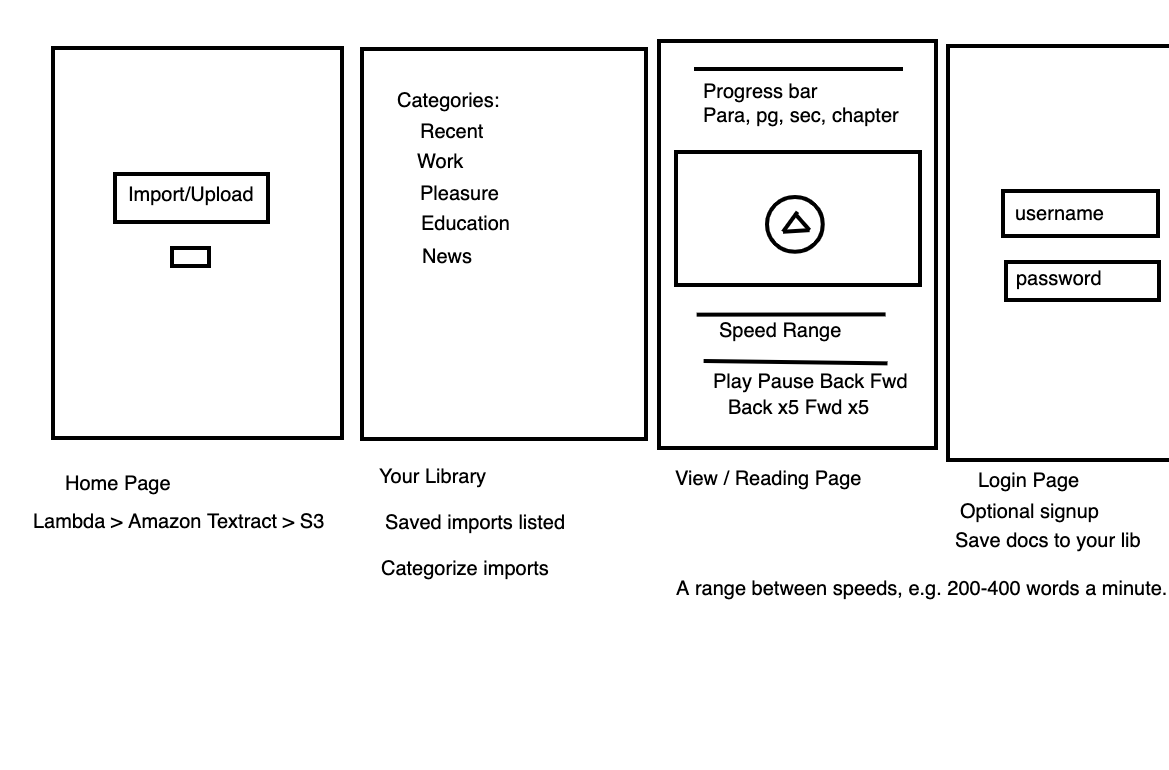 Import/Upload
Home Page
Lambda > Amazon Textract > S3
Categories:
Recent
Work
Pleasure
Education
News
Your Library
Saved imports listed
Categorize imports
Progress bar
Para, pg, sec, chapter
Speed Range
Play Pause Back Fwd
Back x5 Fwd x5
View / Reading Page
A range between speeds, e.g. 200-400 words a minute.
username
password
Login Page
Optional signup
Save docs to your lib